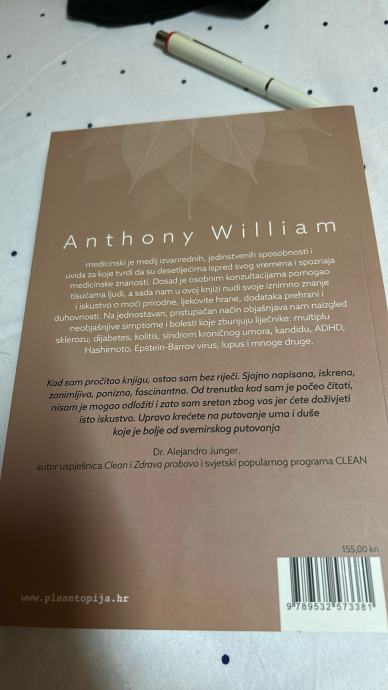 Anthony William
medicinski je medij izvanrednih, jedinstvenih sposobnosti i
uvida za koje tvrdi da su desetljećima ispred svog vremena i spoznaja
medicinske znanosti. Dosad je osobnim konzultacijama pomogao
tisućama ljudi, a sada nam u ovoj knjizi nudi svoje iznimno znanje
i iskustvo o moći prirodne, ljekovite hrane, dodataka prehrani i
duhovnosti. Na jednostavan, pristupačan način objašnjava nam naizgled
neobjašnjive simptome i bolesti koje zbunjuju liječnike: multiplu
sklerozu, dijabetes, kolitis, sindrom kroničnog umora, kandidu, ADHD,
Hashimoto, Epstein-Barrov virus, lupus i mnoge druge.
Kad sam pročitao knjigu, ostao sam bez riječi. Sjajno napisana, iskrena,
zanimljiva, ponizna, fascinantna. Od trenutka kad sam je počeo čitati,
nisam je mogao odložiti i zato sam sretan zbog vas jer ćete doživjeti
isto iskustvo. Upravo krećete na putovanje uma i duše
koje je bolje od svemirskog putovanja
Dr. Alejandro Junger,
autor uspješnica Clean i Zdrava probava i svjetski popularnog programa CLEAN
155,00 kn
www.planetopija.hr
9 789532 573381